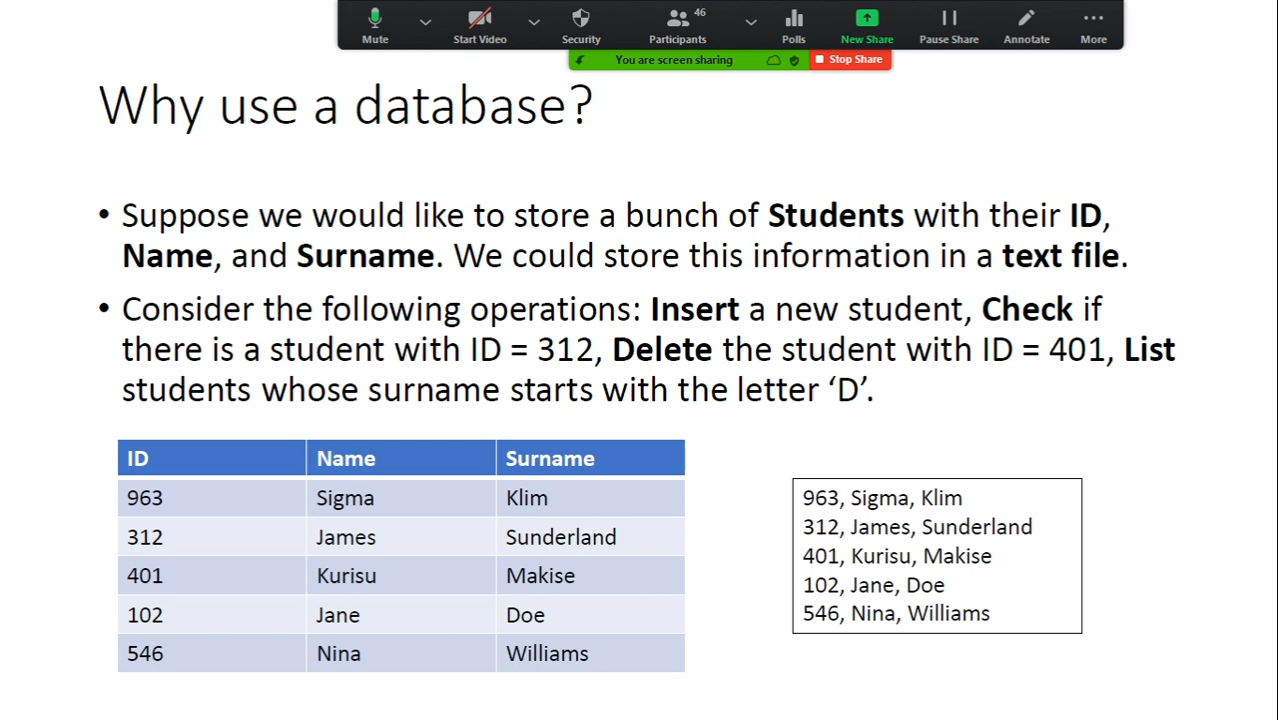 46
Mute
Start Video
Security
Participants
Polls
New Share
Pause Share
Annotate
More
You are screen sharing
Stop Share
Why use a database?
• Suppose we would like to store a bunch of Students with their ID,
Name, and Surname. We could store this information in a text file.
• Consider the following operations: Insert a new student, Check if
there is a student with ID = 312, Delete the student with ID = 401, List
students whose surname starts with the letter ‘D’.
ID Name Surname
963 Sigma Klim
312 James Sunderland
401 Kurisu Makise
102 Jane Doe
546 Nina Williams
963, Sigma, Klim
312, James, Sunderland
401, Kurisu, Makise
102, Jane, Doe
546, Nina, Williams